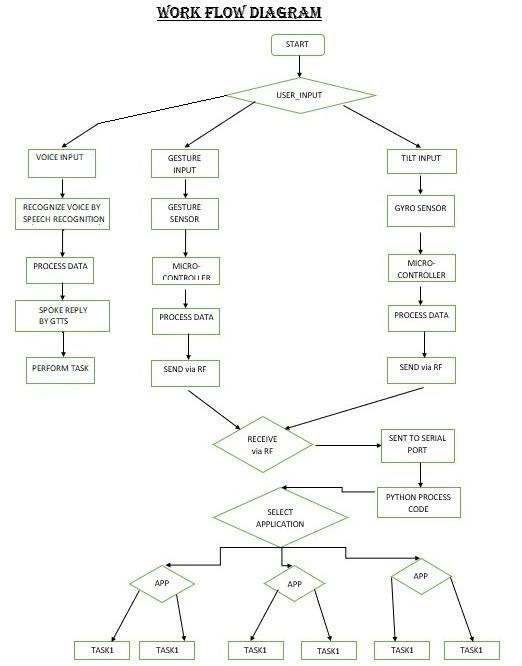 WORK FLOW DIAGRAM
START
USER_INPUT
VOICE INPUT
GESTURE
INPUT
TILT INPUT
RECOGNIZE VOICE BY
SPEECH RECOGNITION
GESTURE
SENSOR
GYRO SENSOR
PROCESS DATA
MICRO-
CONTROLLER
MICRO-
CONTROLLER
SPOKE REPLY
BY GTTS
PROCESS DATA
PROCESS DATA
PERFORM TASK
SEND via RF
SEND via RF
RECEIVE
via RF
SENT TO SERIAL
PORT
PYTHON PROCESS
CODE
SELECT
APPLICATION
APP
APP
APP
TASK1
TASK1
TASK1
TASK1
TASK1
TASK1